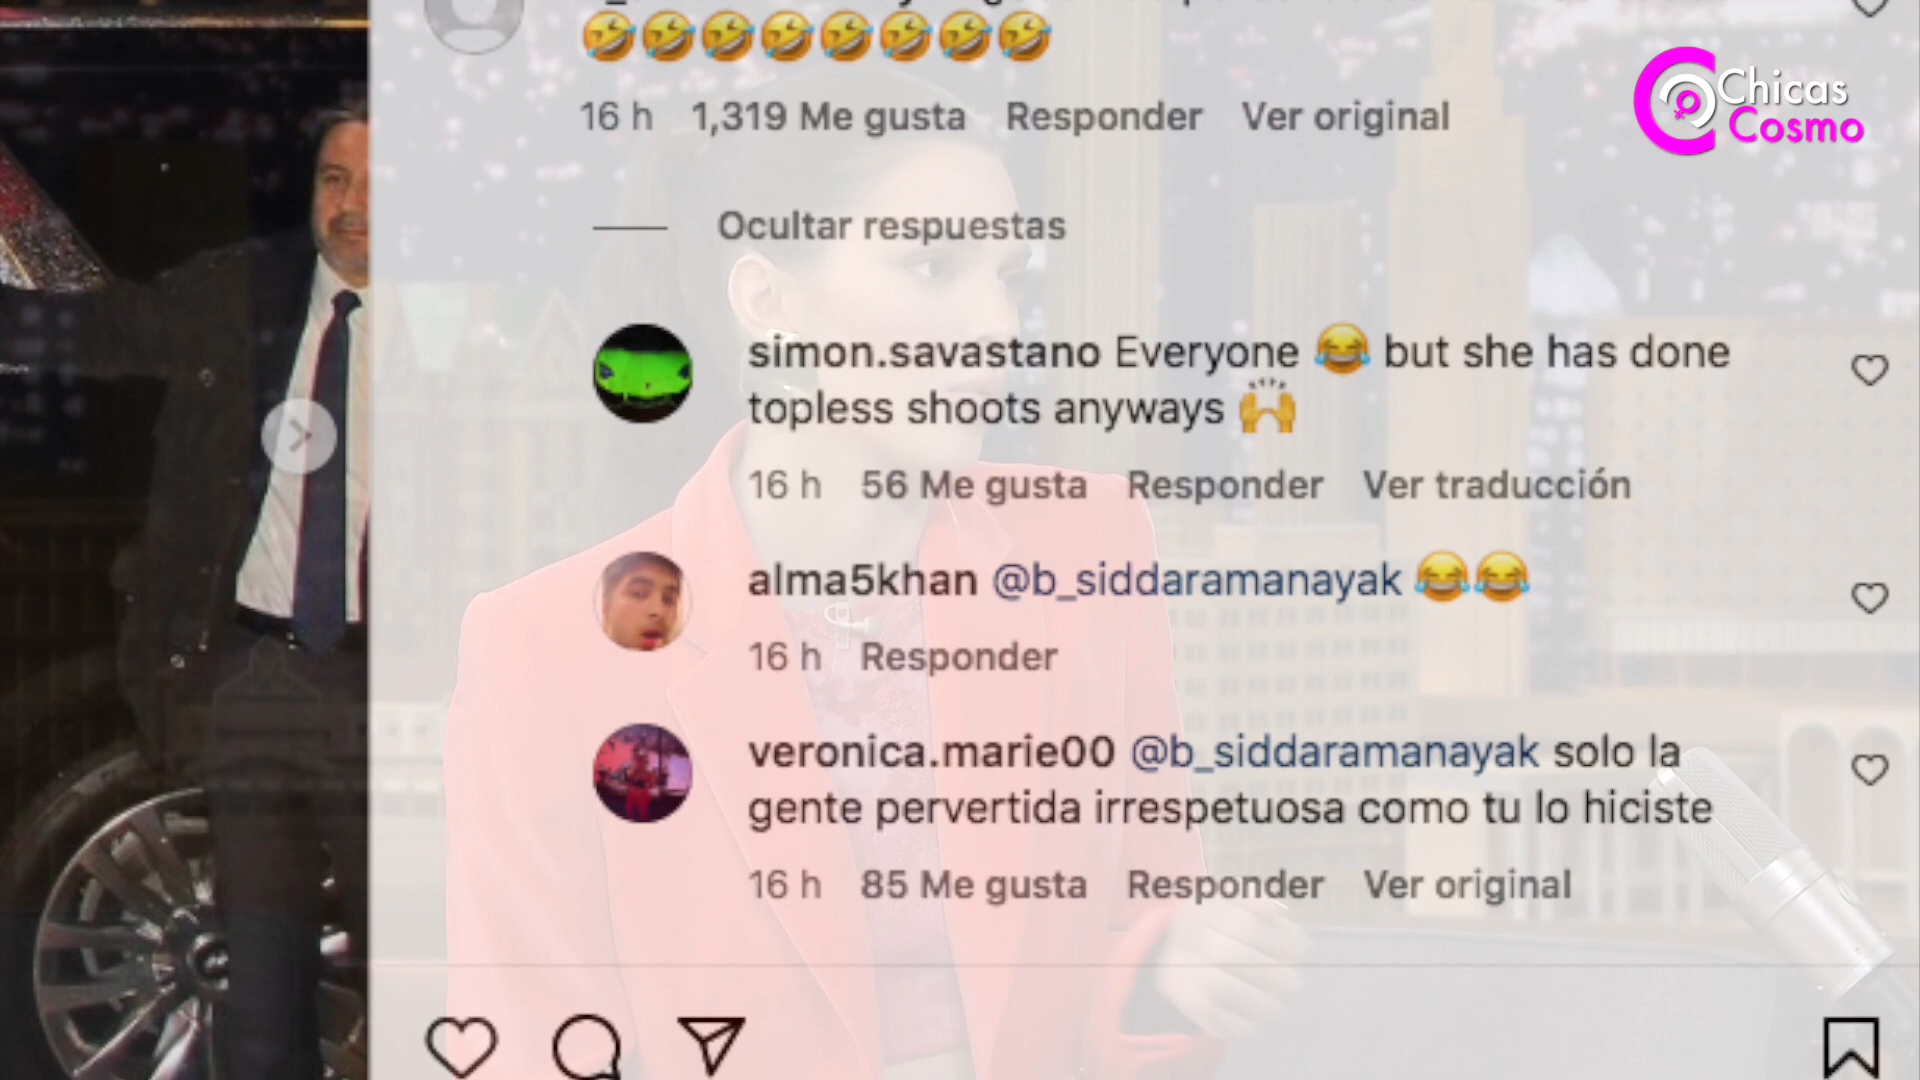 🤣🤣🤣🤣🤣🤣🤣🤣
16 h 1,319 Me gusta Responder Ver original
Chicas
Cosmo
Ocultar respuestas
simon.savastano Everyone 😂 but she has done
topless shoots anyways 🙌
16 h 56 Me gusta Responder Ver traducción
alma5khan @b_siddaramanayak 😂😂
16 h Responder
veronica.marie00 @b_siddaramanayak solo la
gente pervertida irrespetuosa como tu lo hiciste
16 h 85 Me gusta Responder Ver original